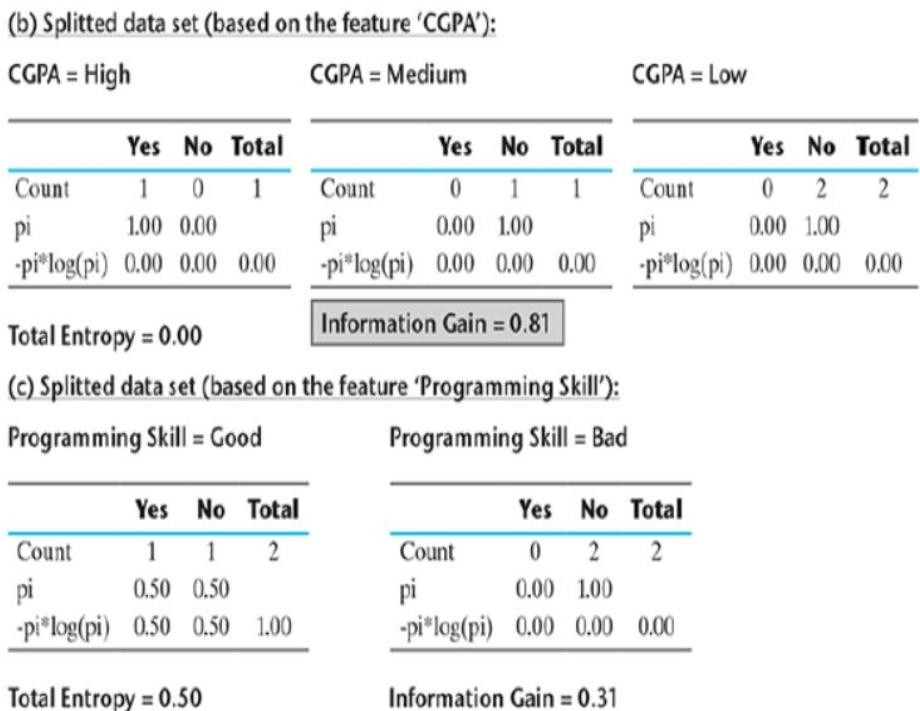 (b) Splitted data set (based on the feature ‘CGPA’):
CGPA = High CGPA = Medium CGPA = Low
Yes No Total Yes No Total Yes No Total
Count 1 0 1 Count 0 1 1 Count 0 2 2
pi 1.00 0.00 pi 0.00 1.00 pi 0.00 1.00
-pi*log(pi) 0.00 0.00 0.00 -pi*log(pi) 0.00 0.00 0.00 -pi*log(pi) 0.00 0.00 0.00
Total Entropy = 0.00 Information Gain = 0.81
(c) Splitted data set (based on the feature ‘Programming Skill’):
Programming Skill = Good Programming Skill = Bad
Yes No Total Yes No Total
Count 1 1 2 Count 0 2 2
pi 0.50 0.50 pi 0.00 1.00
-pi*log(pi) 0.50 0.50 1.00 -pi*log(pi) 0.00 0.00 0.00
Total Entropy = 0.50 Information Gain = 0.31